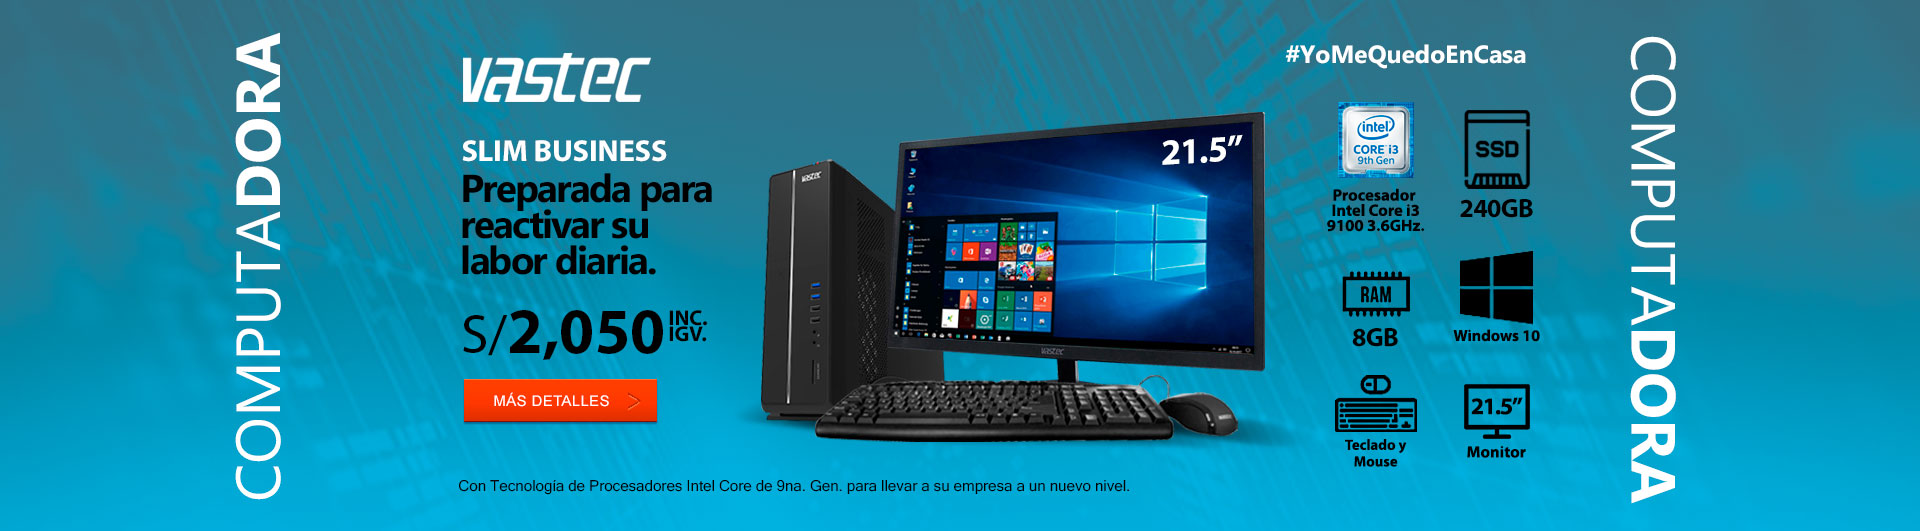 COMPUTADORA
vastec
SLIM BUSINESS
Preparada para
reactivar su
labor diaria.
S/2,050 INC. IGV.
MÁS DETALLES >
Con Tecnología de Procesadores Intel Core de 9na. Gen. para llevar a su empresa a un nuevo nivel.
vastec
21.5”
vastec
#YoMeQuedoEnCasa
intel
CORE i3
9th Gen
Procesador
Intel Core i3
9100 3.6GHz.
SSD
240GB
RAM
8GB
Windows 10
Teclado y
Mouse
21.5”
Monitor
COMPUTADORA